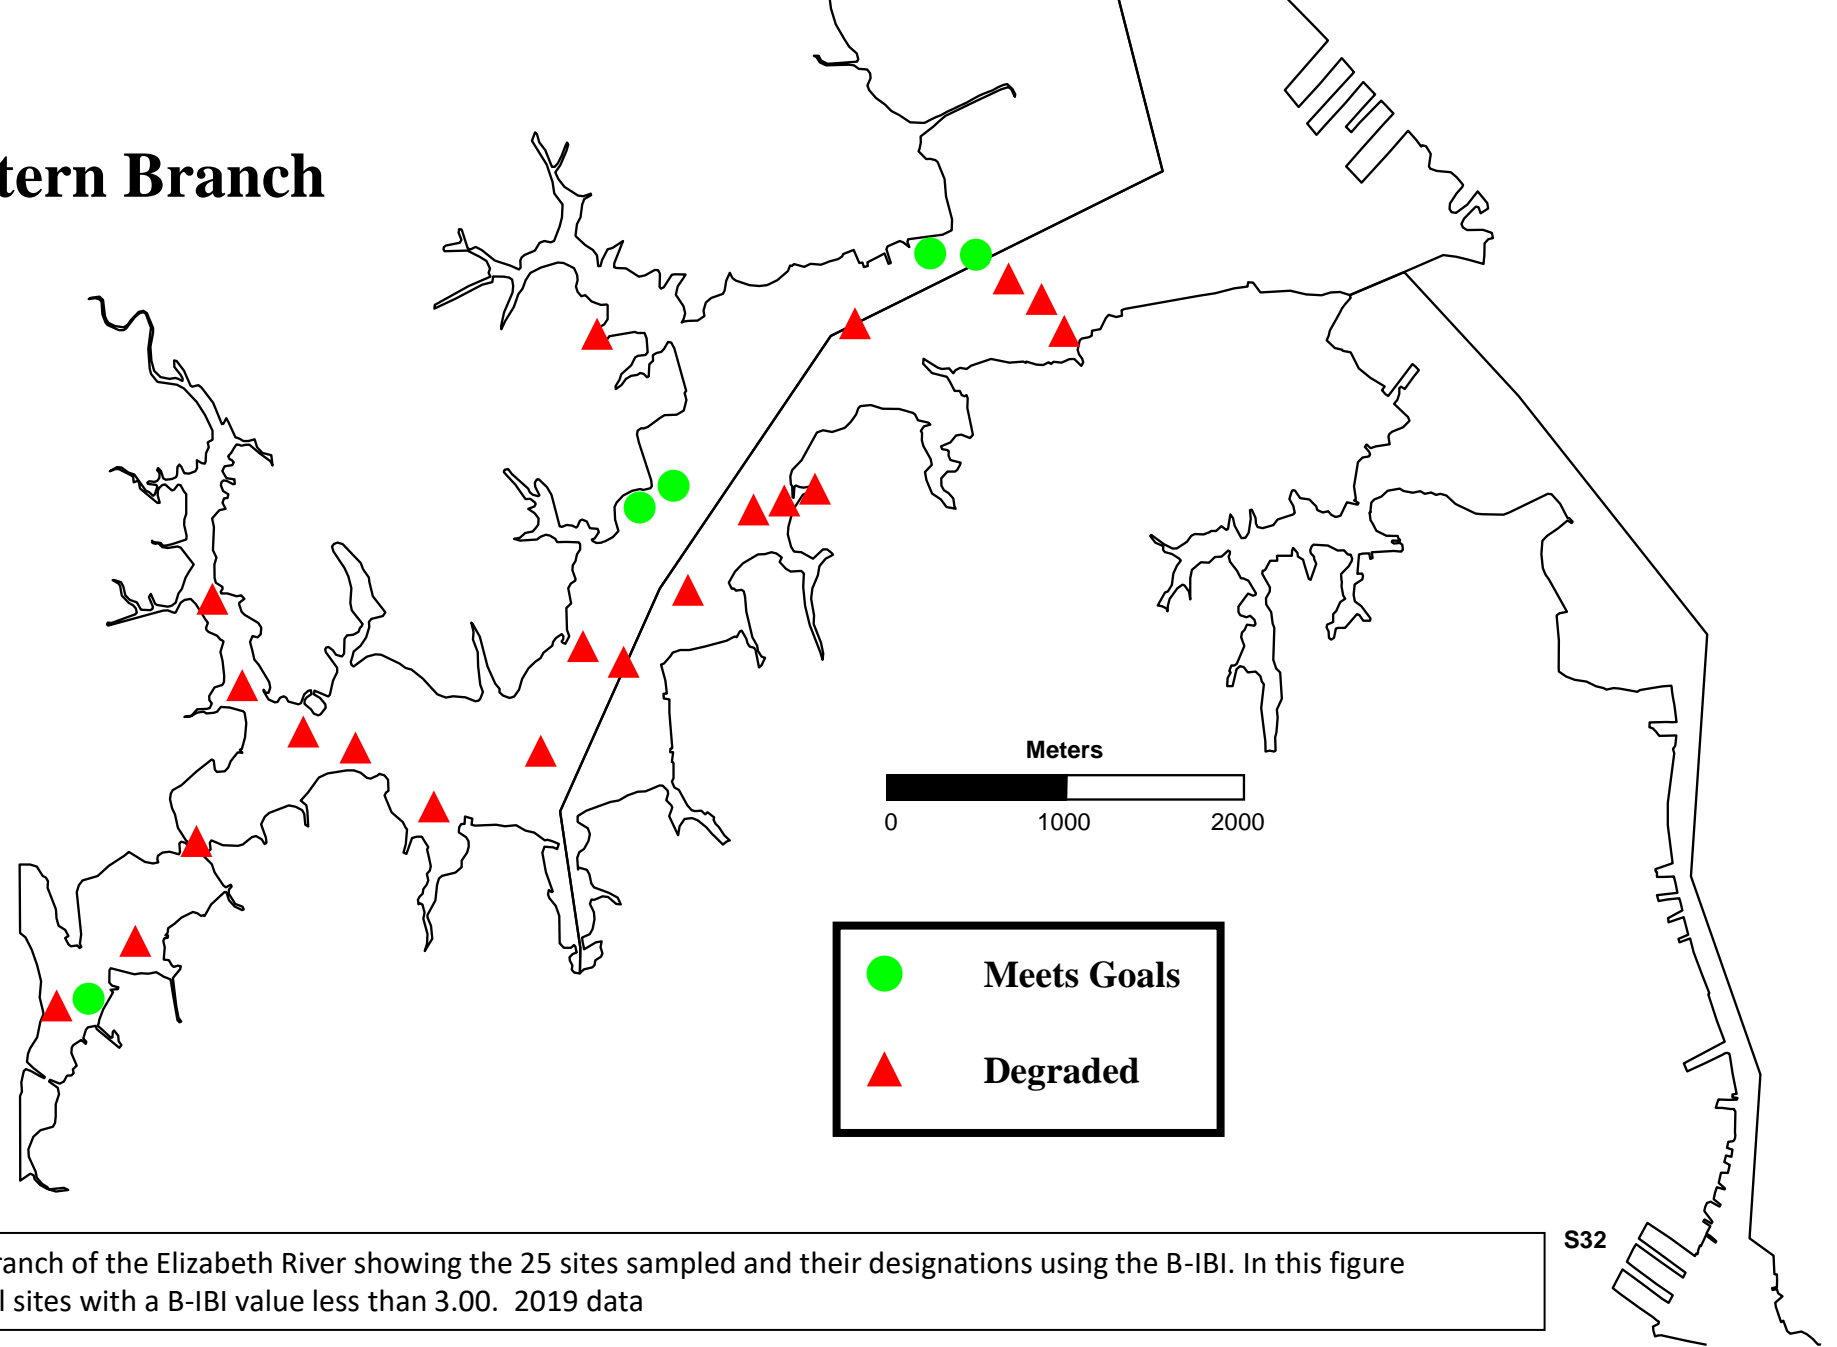 tern Branch
Meters
0 1000 2000
Meets Goals
Degraded
S32
ranch of the Elizabeth River showing the 25 sites sampled and their designations using the B-IBI. In this figure
l sites with a B-IBI value less than 3.00. 2019 data